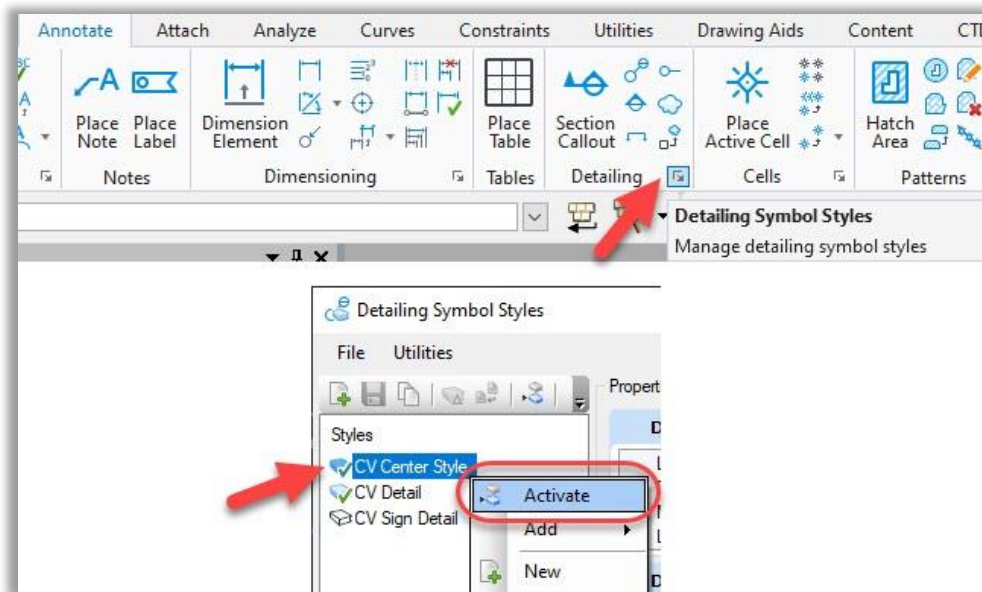 Annotate Attach Analyze Curves Constraints Utilities Drawing Aids Content
A
Place Note
Place Label
Dimension Element
Place Table
Section Callout
Place Active Cell
Hatch Area
Notes Dimensioning Tables Detailing Cells Patterns
Detailing Symbol Styles
Manage detailing symbol styles
Detailing Symbol Styles
File Utilities
Propert
Styles
CV Center Style
CV Detail
CV Sign Detail
Activate
Add
New